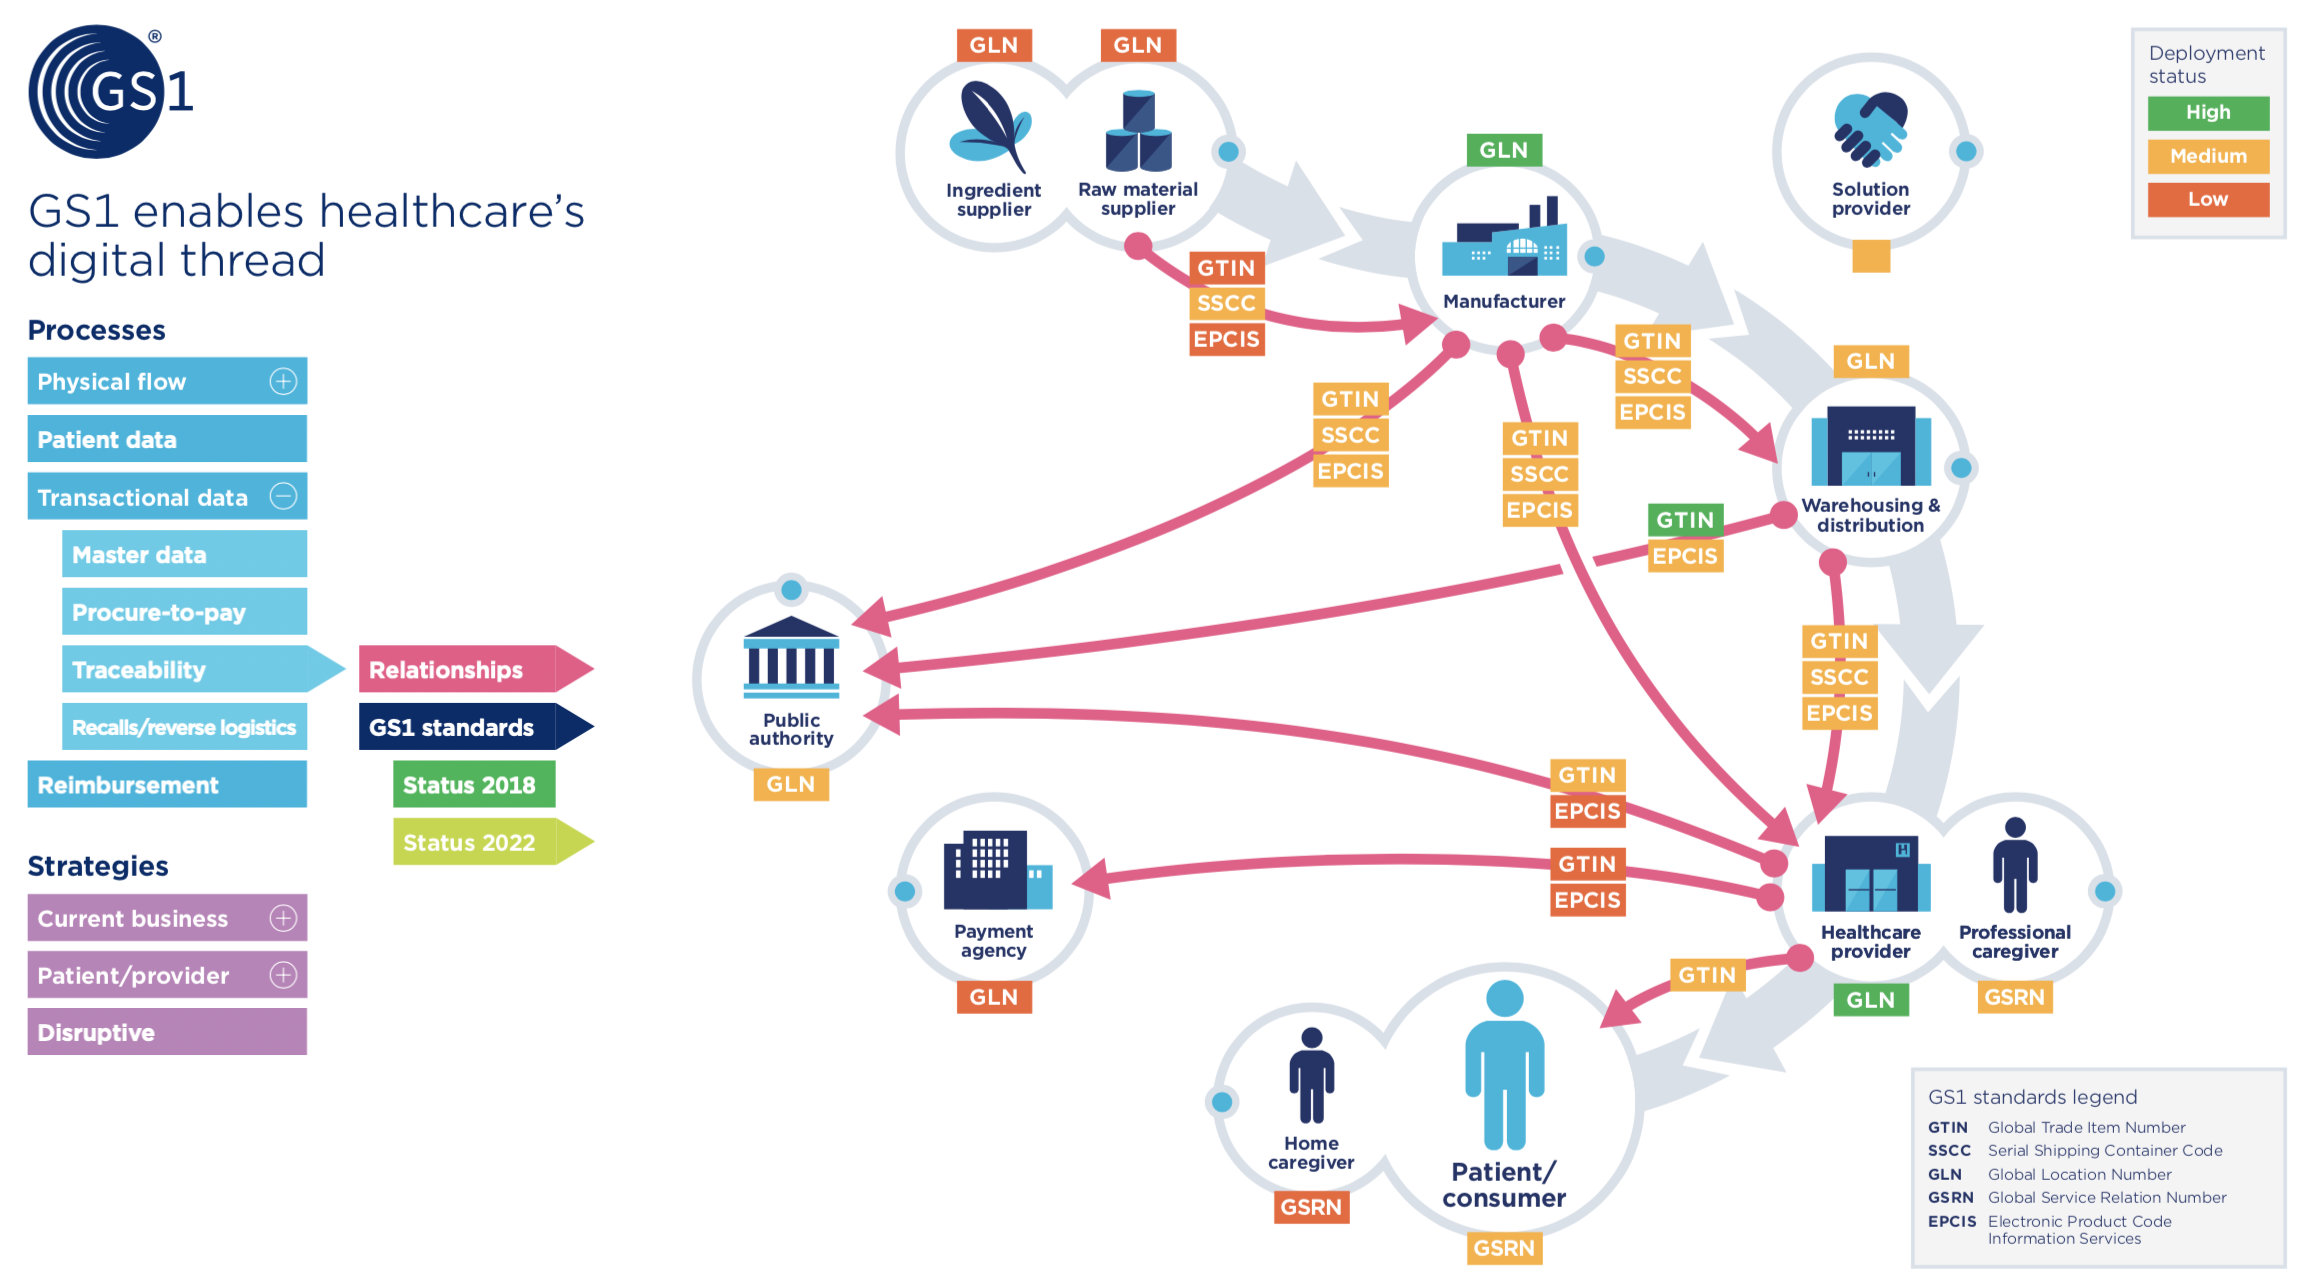 GS1
®
GS1 enables healthcare's
digital thread
Processes
Physical flow
Patient data
Transactional data
Master data
Procure-to-pay
Traceability
Recalls/reverse logistics
Reimbursement
Relationships
GS1 standards
Status 2018
Status 2022
Strategies
Current business
Patient/provider
Disruptive
GLN
GLN
Ingredient
supplier
Raw material
supplier
GTIN
SSCC
EPCIS
GLN
Manufacturer
Solution
provider
Deployment
status
High
Medium
Low
GTIN
SSCC
EPCIS
GTIN
SSCC
EPCIS
GTIN
SSCC
EPCIS
GLN
Warehousing &
distribution
GTIN
EPCIS
GTIN
SSCC
EPCIS
Public
authority
GLN
GTIN
EPCIS
GTIN
EPCIS
Payment
agency
GLN
H
Healthcare
provider
GLN
Professional
caregiver
GSRN
GTIN
Home
caregiver
GSRN
Patient/
consumer
GSRN
GS1 standards legend
GTIN Global Trade Item Number
SSCC Serial Shipping Container Code
GLN Global Location Number
GSRN Global Service Relation Number
EPCIS Electronic Product Code
Information Services